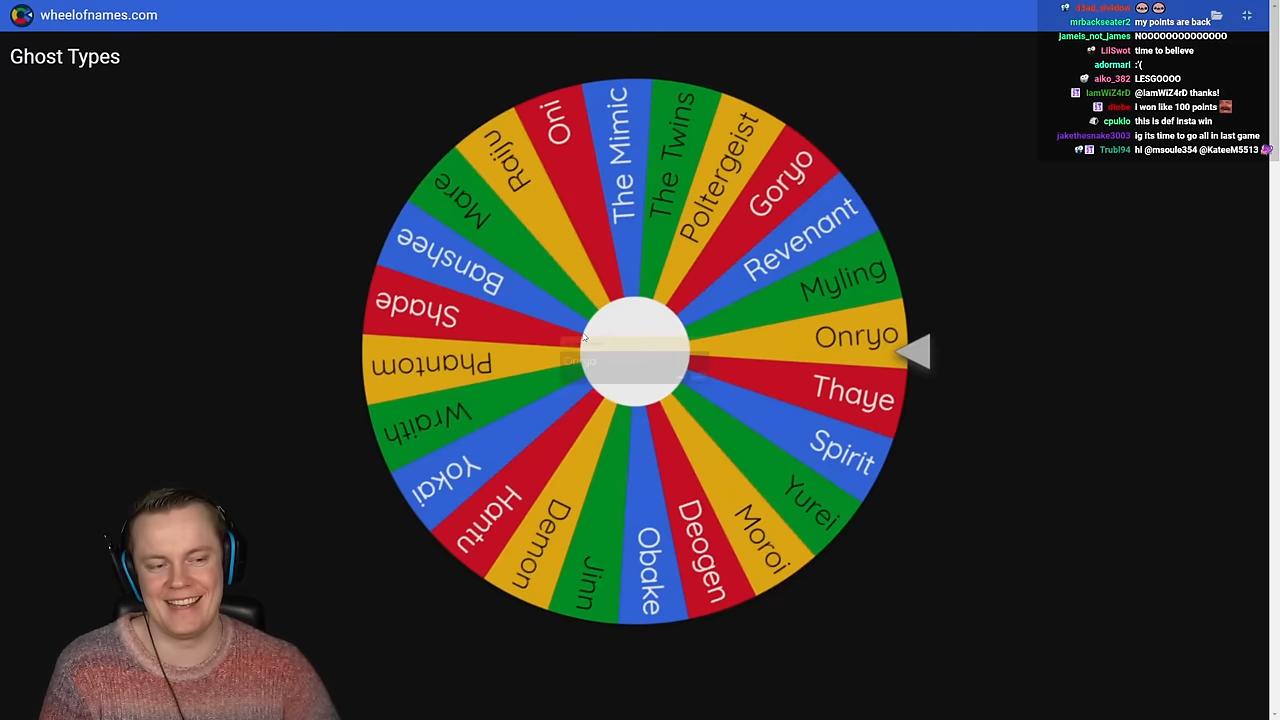 wheelofnames.com
Ghost Types
mrbackseater2 my points are back
jameis_not_james NOOOOOOOOOOOOOO
LilSwot time to believe
adormarl :'(
aiko_382 LESGOOOO
IamWiZ4rD @IamWiZ4rD thanks!
i won like 100 points
cpuklo this is def insta win
jakethesnake3003 ig its time to go all in last game
Trubl94 hi @msoule354 @KateeM5513
The Mimic
The Twins
Poltergeist
Goryo
Revenant
Myling
Onryo
Thaye
Spirit
Yurei
Moroi
Deogen
Obake
Jinn
Demon
Hantu
Yokai
Wraith
Phantom
Shade
Banshee
Mare
Raiju
Oni